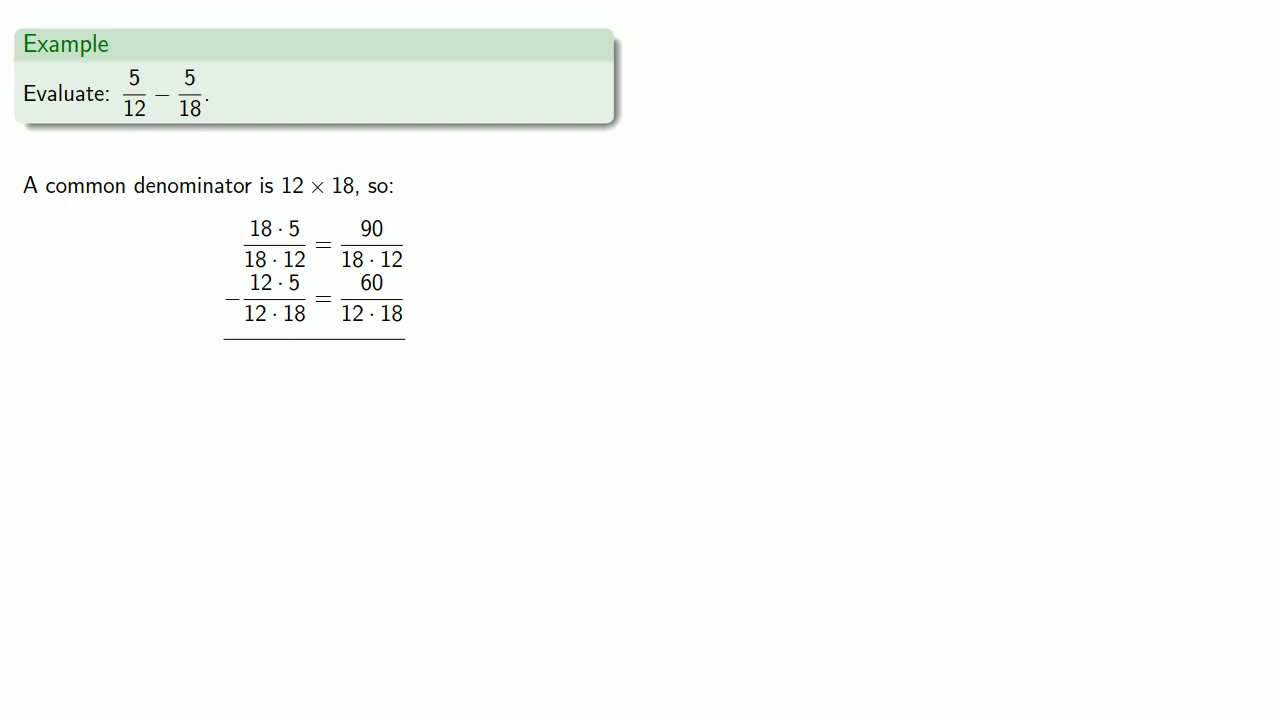 Example
Evaluate: 5/12 − 5/18.
A common denominator is 12 × 18, so:
18 · 5/18 · 12 = 90/18 · 12
− 12 · 5/12 · 18 = 60/12 · 18